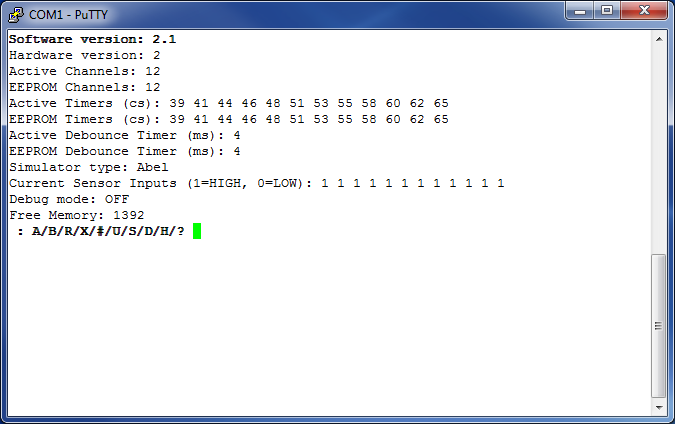 COM1 - PuTTY
Software version: 2.1
Hardware version: 2
Active Channels: 12
EEPROM Channels: 12
Active Timers (cs): 39 41 44 46 48 51 53 55 58 60 62 65
EEPROM Timers (cs): 39 41 44 46 48 51 53 55 58 60 62 65
Active Debounce Timer (ms): 4
EEPROM Debounce Timer (ms): 4
Simulator type: Abel
Current Sensor Inputs (1=HIGH, 0=LOW): 1 1 1 1 1 1 1 1 1 1 1 1
Debug mode: OFF
Free Memory: 1392
: A/B/R/X/#/U/S/D/H/?